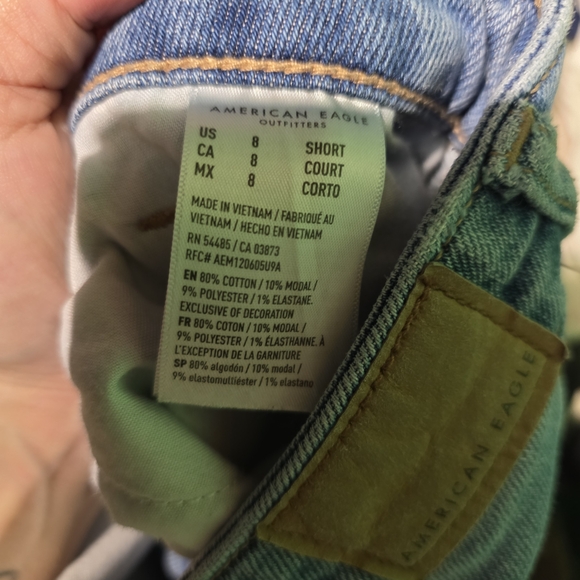 AMERICAN EAGLE
OUTFITTERS
US 8 SHORT
CA 8 COURT
MX 8 CORTO
MADE IN VIETNAM / FABRIQUÉ AU
VIETNAM / HECHO EN VIETNAM
RN 54485 / CA 03873
RFC# AEM120605U9A
EN 80% COTTON / 10% MODAL /
9% POLYESTER / 1% ELASTANE.
EXCLUSIVE OF DECORATION
FR 80% COTON / 10% MODAL /
9% POLYESTER / 1% ÉLASTHANNE. À
L'EXCEPTION DE LA GARNITURE
SP 80% algodón / 10% modal /
9% elastomultiéster / 1% elastano
AMERICAN EAGLE